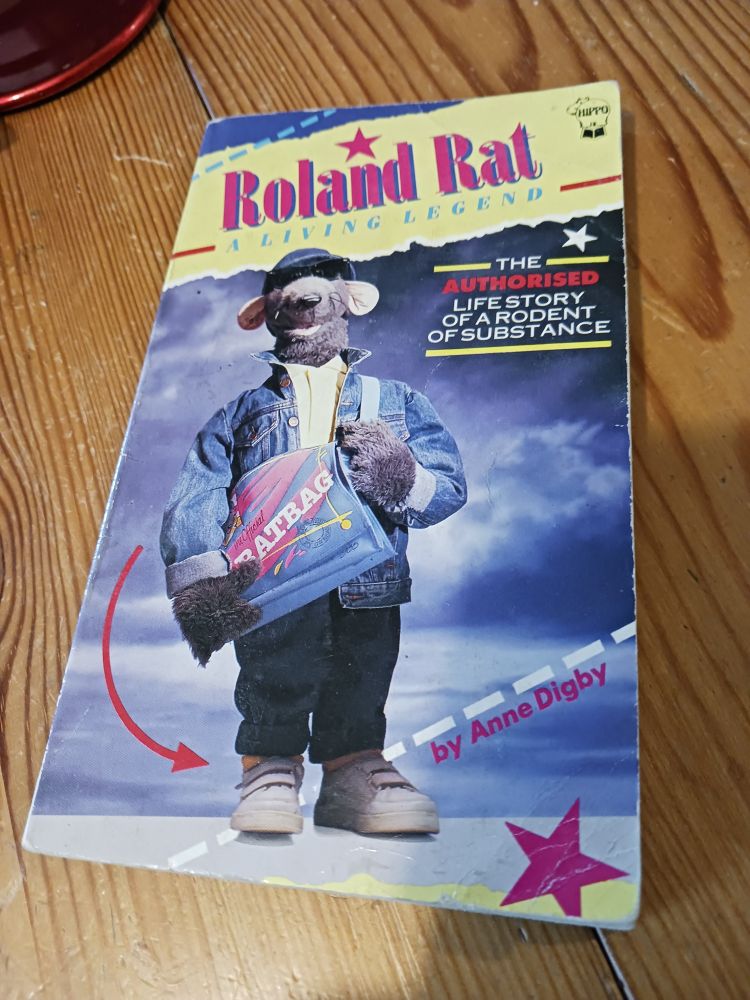 HIPPO
Roland Rat
A LIVING LEGEND
THE
AUTHORISED
LIFE STORY
OF A RODENT
OF SUBSTANCE
RATBAG
by Anne Digby